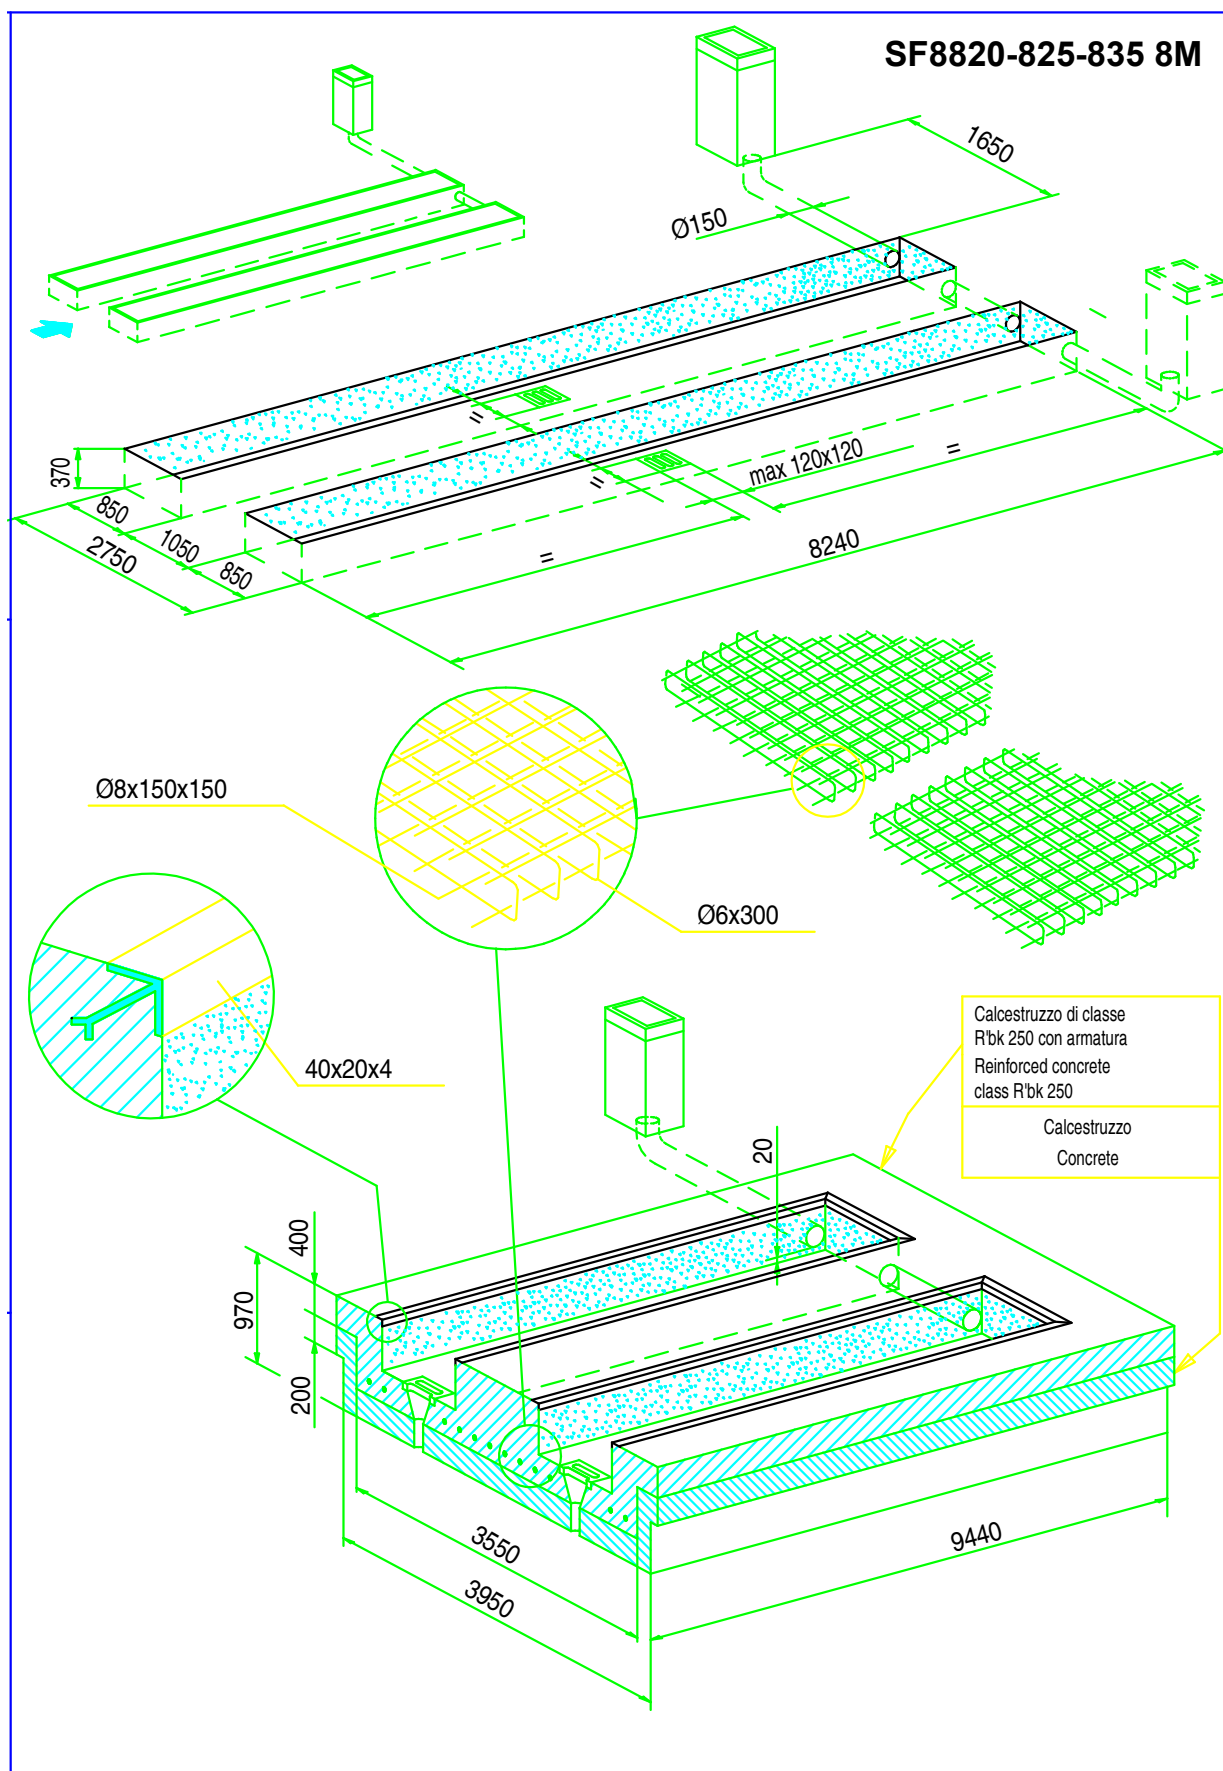 SF8820-825-835 8M
1650
Ø150
370
850
2750
1050
850
=
=
max 120x120
=
=
8240
Ø8x150x150
Ø6x300
40x20x4
Calcestruzzo di classe
R'bk 250 con armatura
Reinforced concrete
class R'bk 250
Calcestruzzo
Concrete
20
400
970
200
3550
3950
9440